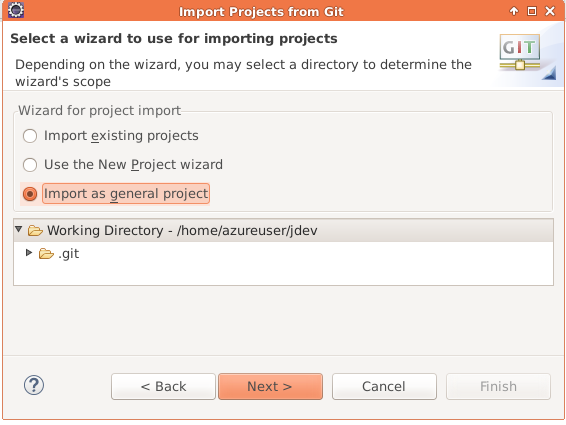 Import Projects from Git
Select a wizard to use for importing projects
GIT
Depending on the wizard, you may select a directory to determine the
wizard's scope
Wizard for project import
Import existing projects
Use the New Project wizard
Import as general project
Working Directory - /home/azureuser/jdev
.git
?
< Back
Next >
Cancel
Finish